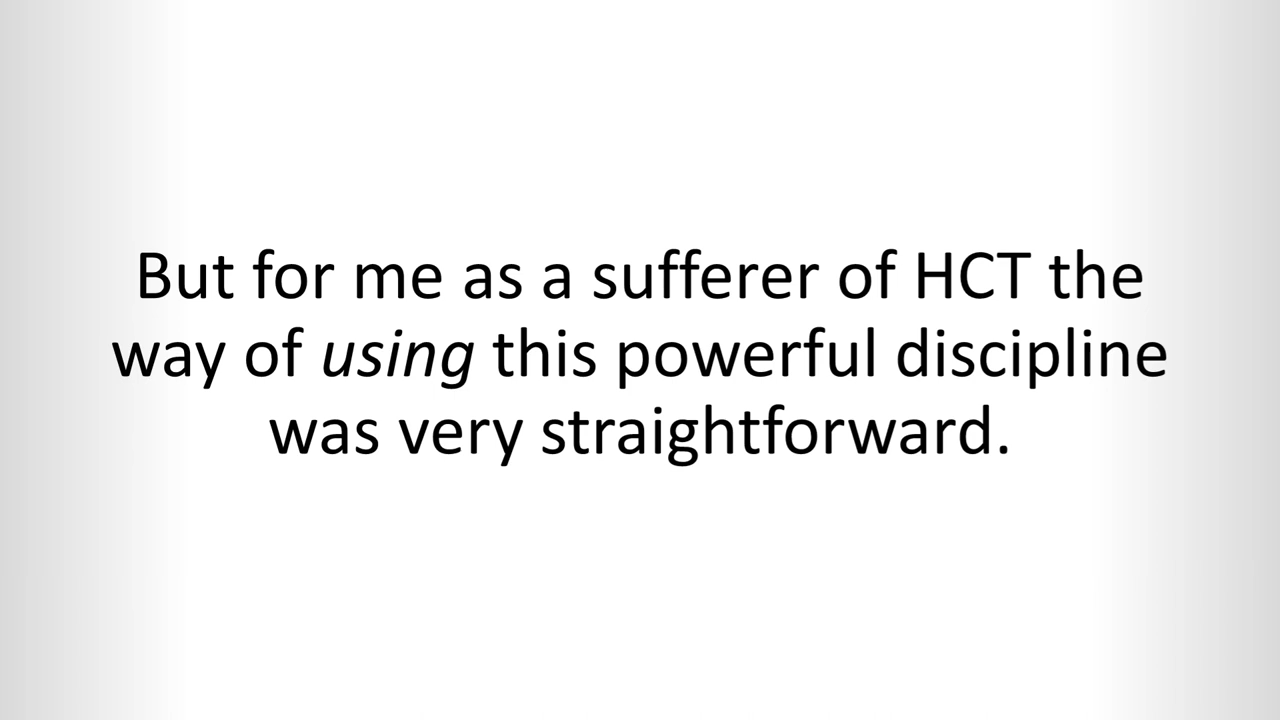 But for me as a sufferer of HCT the
way of using this powerful discipline
was very straightforward.